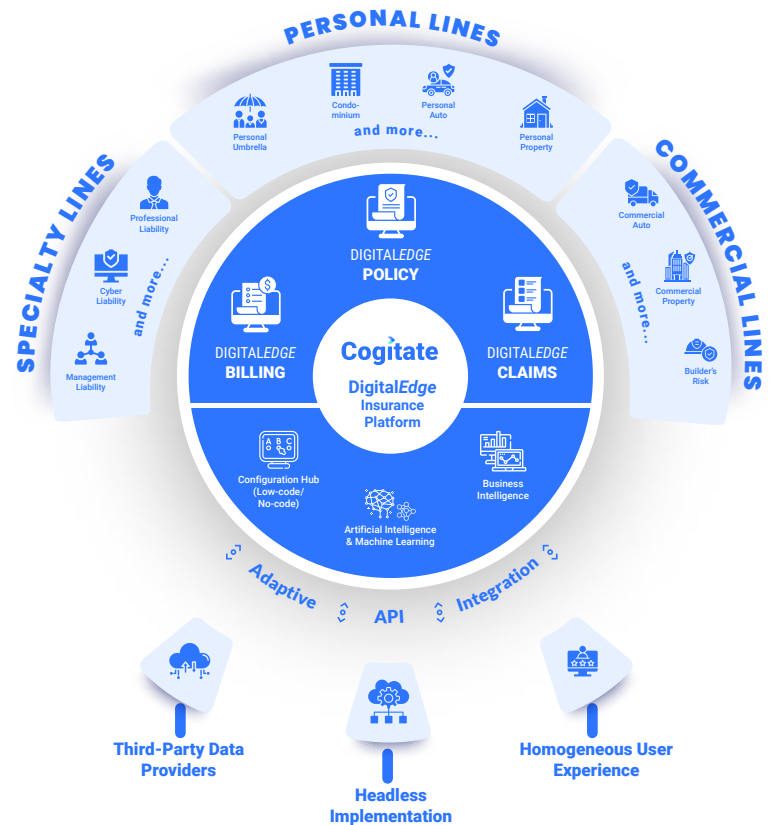 PERSONAL LINES
Personal
Umbrella
Condo-
minium
Personal
Auto
Personal
Property
and more...
SPECIALTY LINES
Professional
Liability
Cyber
Liability
Management
Liability
and more...
COMMERCIAL LINES
Commercial
Auto
Commercial
Property
Builder's
Risk
and more...
DIGITALEDGE
POLICY
DIGITALEDGE
BILLING
DIGITALEDGE
CLAIMS
Cogitate
DigitalEdge
Insurance
Platform
Configuration Hub
(Low-code/
No-code)
A B C
Artificial Intelligence
& Machine Learning
Business
Intelligence
Adaptive
API
Integration
Third-Party Data
Providers
Headless
Implementation
Homogeneous User
Experience